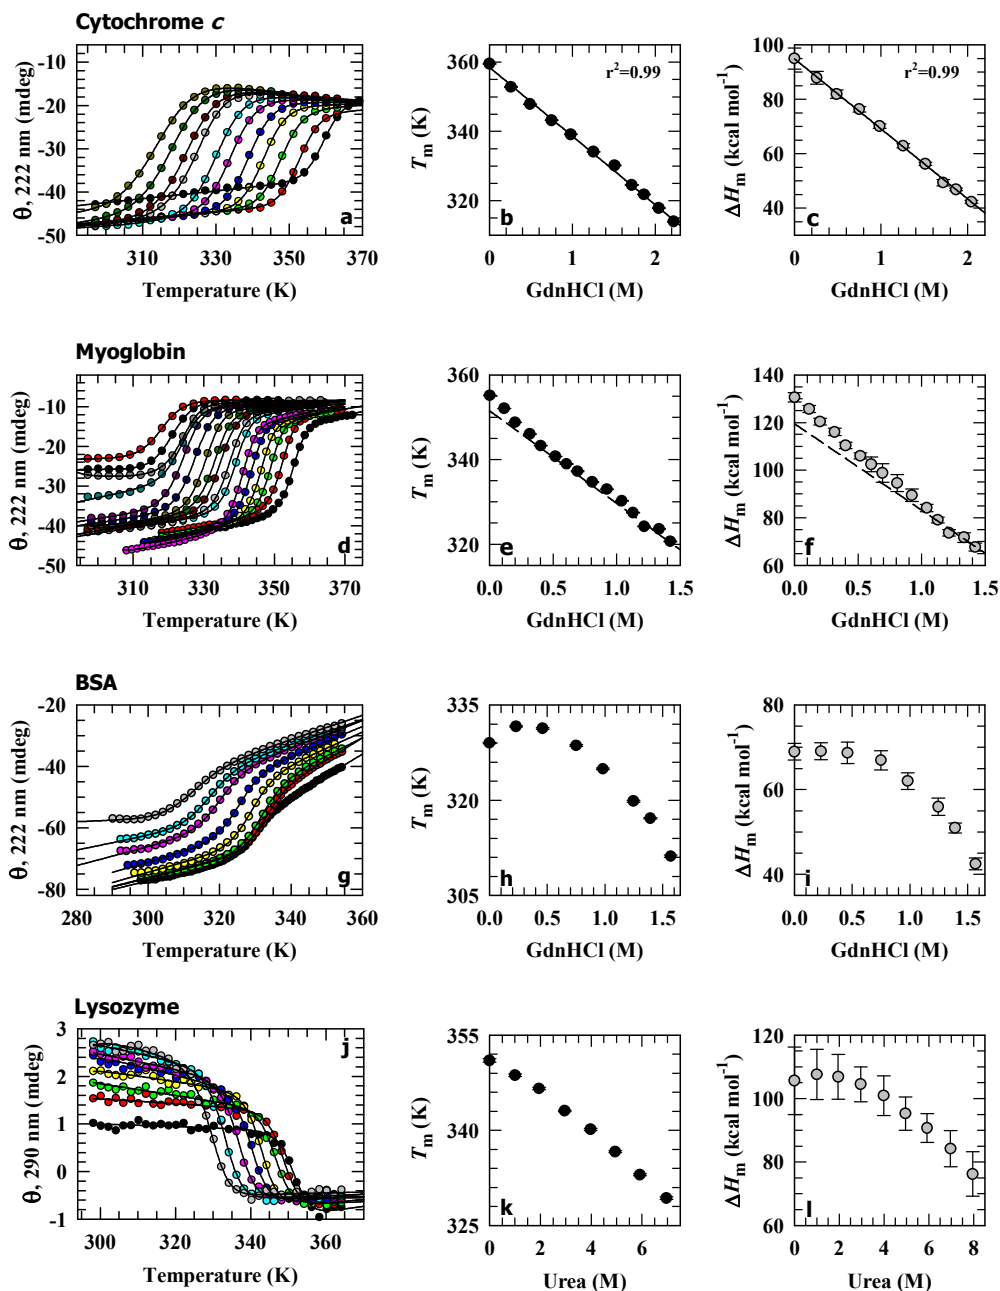 Cytochrome c
-10
-20
-30
-40
-50
310
330
350
370
θ, 222 nm (mdeg)
Temperature (K)
a
360
340
320
0
1
2
Tm (K)
GdnHCl (M)
r²=0.99
b
100
80
60
40
0
1
2
ΔHm (kcal mol⁻¹)
GdnHCl (M)
r²=0.99
c
Myoglobin
-10
-20
-30
-40
-50
310
330
350
370
θ, 222 nm (mdeg)
Temperature (K)
d
360
340
320
0.0
0.5
1.0
1.5
Tm (K)
GdnHCl (M)
e
140
120
100
80
60
0.0
0.5
1.0
1.5
ΔHm (kcal mol⁻¹)
GdnHCl (M)
f
BSA
-20
-40
-60
-80
280
300
320
340
360
θ, 222 nm (mdeg)
Temperature (K)
g
335
320
305
0.0
0.5
1.0
1.5
Tm (K)
GdnHCl (M)
h
80
60
40
0.0
0.5
1.0
1.5
ΔHm (kcal mol⁻¹)
GdnHCl (M)
i
Lysozyme
3
2
1
0
-1
300
320
340
360
θ, 290 nm (mdeg)
Temperature (K)
j
355
340
325
0
2
4
6
Tm (K)
Urea (M)
k
120
100
80
60
0
2
4
6
8
ΔHm (kcal mol⁻¹)
Urea (M)
l